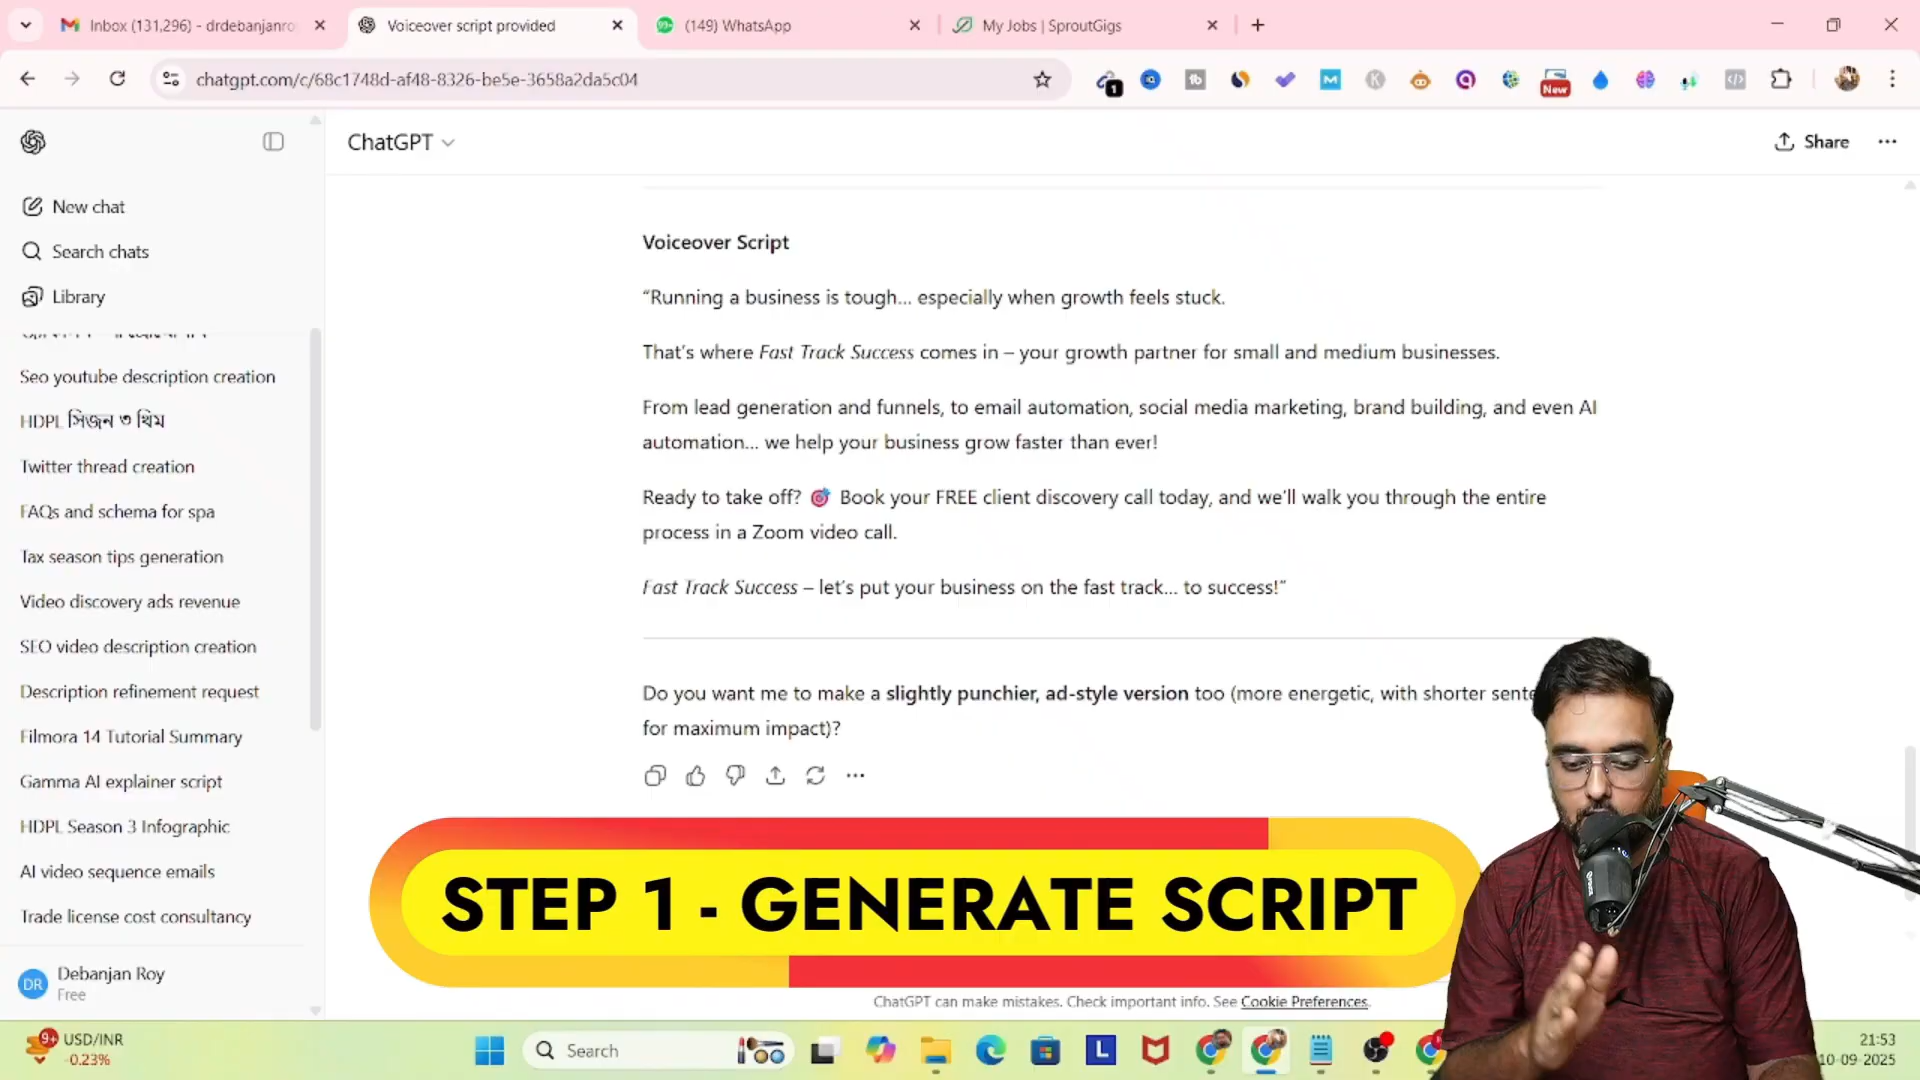 Inbox (131,296) - drdebanjanro
Voiceover script provided
(149) WhatsApp
My Jobs | SproutGigs
chatgpt.com/c/68c1748d-af48-8326-be5e-3658a2da5c04
1
New
ChatGPT
Share
New chat
Search chats
Library
Seo youtube description creation
HDPL সিজন ৩ থিম
Twitter thread creation
FAQs and schema for spa
Tax season tips generation
Video discovery ads revenue
SEO video description creation
Description refinement request
Filmora 14 Tutorial Summary
Gamma AI explainer script
HDPL Season 3 Infographic
AI video sequence emails
Trade license cost consultancy
DR
Debanjan Roy
Free
Voiceover Script
“Running a business is tough… especially when growth feels stuck.
That’s where Fast Track Success comes in – your growth partner for small and medium businesses.
From lead generation and funnels, to email automation, social media marketing, brand building, and even AI
automation… we help your business grow faster than ever!
Ready to take off? 🎯 Book your FREE client discovery call today, and we’ll walk you through the entire
process in a Zoom video call.
Fast Track Success – let’s put your business on the fast track… to success!”
Do you want me to make a slightly punchier, ad-style version too (more energetic, with shorter sente
for maximum impact)?
STEP 1 - GENERATE SCRIPT
ChatGPT can make mistakes. Check important info. See Cookie Preferences.
9+
USD/INR
-0.23%
Search
21:53
10-09-2025